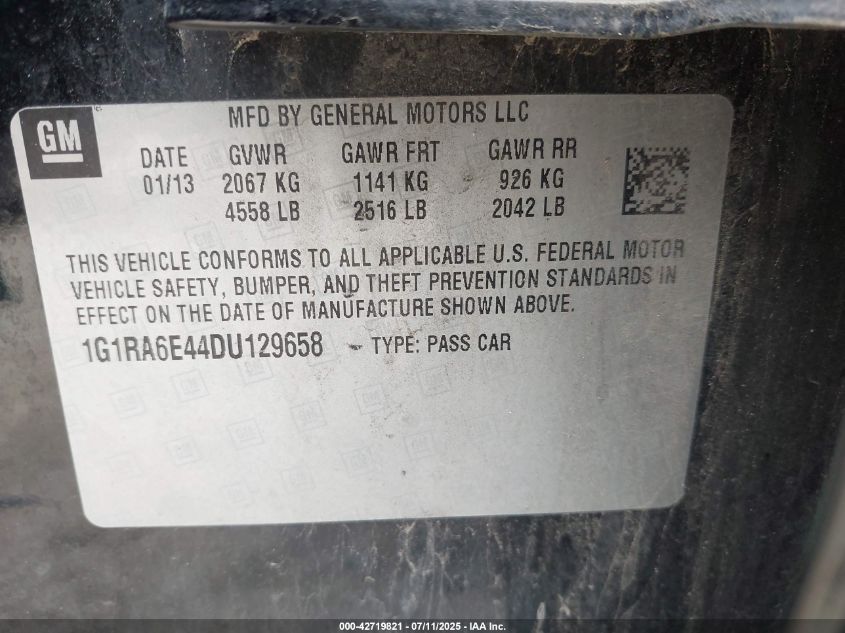 GM
MFD BY GENERAL MOTORS LLC
DATE GVWR GAWR FRT GAWR RR
01/13 2067 KG 1141 KG 926 KG
4558 LB 2516 LB 2042 LB
THIS VEHICLE CONFORMS TO ALL APPLICABLE U.S. FEDERAL MOTOR
VEHICLE SAFETY, BUMPER, AND THEFT PREVENTION STANDARDS IN
EFFECT ON THE DATE OF MANUFACTURE SHOWN ABOVE.
1G1RA6E44DU129658 TYPE: PASS CAR
000-42719821 - 07/11/2025 - IAA Inc.